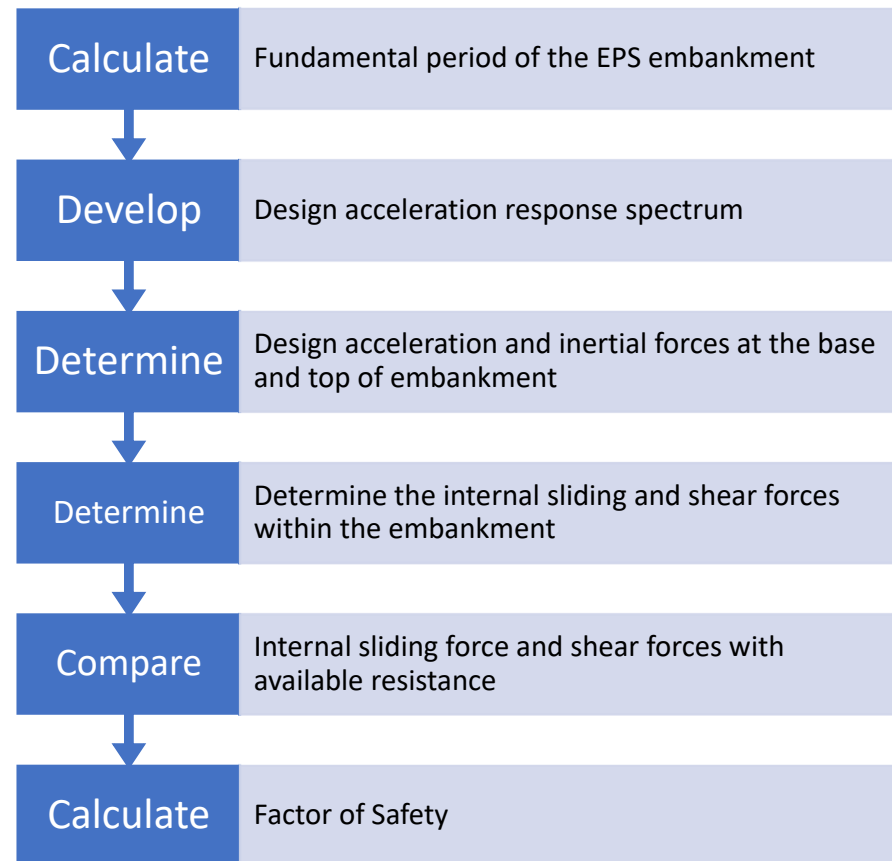 Calculate
Fundamental period of the EPS embankment
Develop
Design acceleration response spectrum
Determine
Design acceleration and inertial forces at the base
and top of embankment
Determine
Determine the internal sliding and shear forces
within the embankment
Compare
Internal sliding force and shear forces with
available resistance
Calculate
Factor of Safety